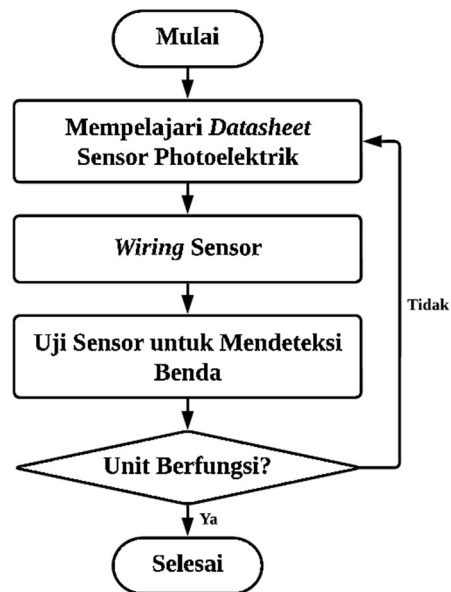 Mulai
Mempelajari Datasheet
Sensor Photoelektrik
Wiring Sensor
Tidak
Uji Sensor untuk Mendeteksi
Benda
Unit Berfungsi?
Ya
Selesai